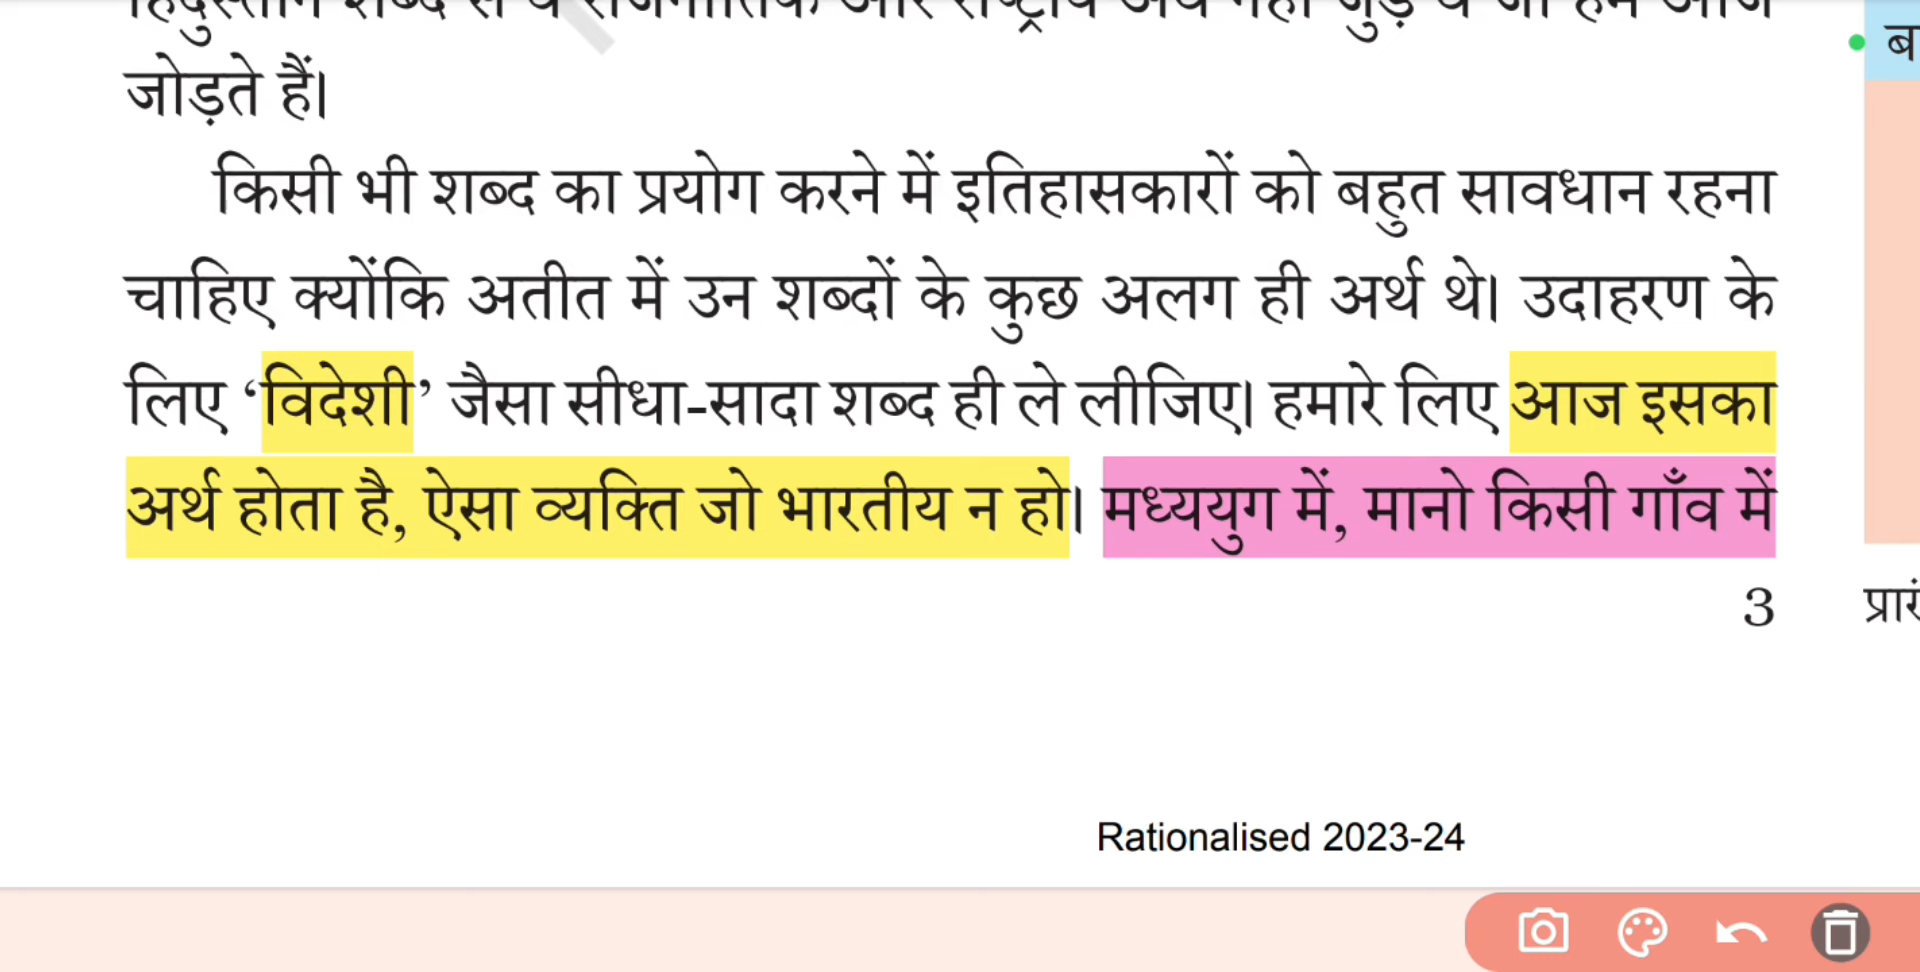 जोड़ते हैं।
किसी भी शब्द का प्रयोग करने में इतिहासकारों को बहुत सावधान रहना
चाहिए क्योंकि अतीत में उन शब्दों के कुछ अलग ही अर्थ थे। उदाहरण के
लिए ‘विदेशी’ जैसा सीधा-सादा शब्द ही ले लीजिए। हमारे लिए आज इसका
अर्थ होता है, ऐसा व्यक्ति जो भारतीय न हो। मध्ययुग में, मानो किसी गाँव में
3
Rationalised 2023-24